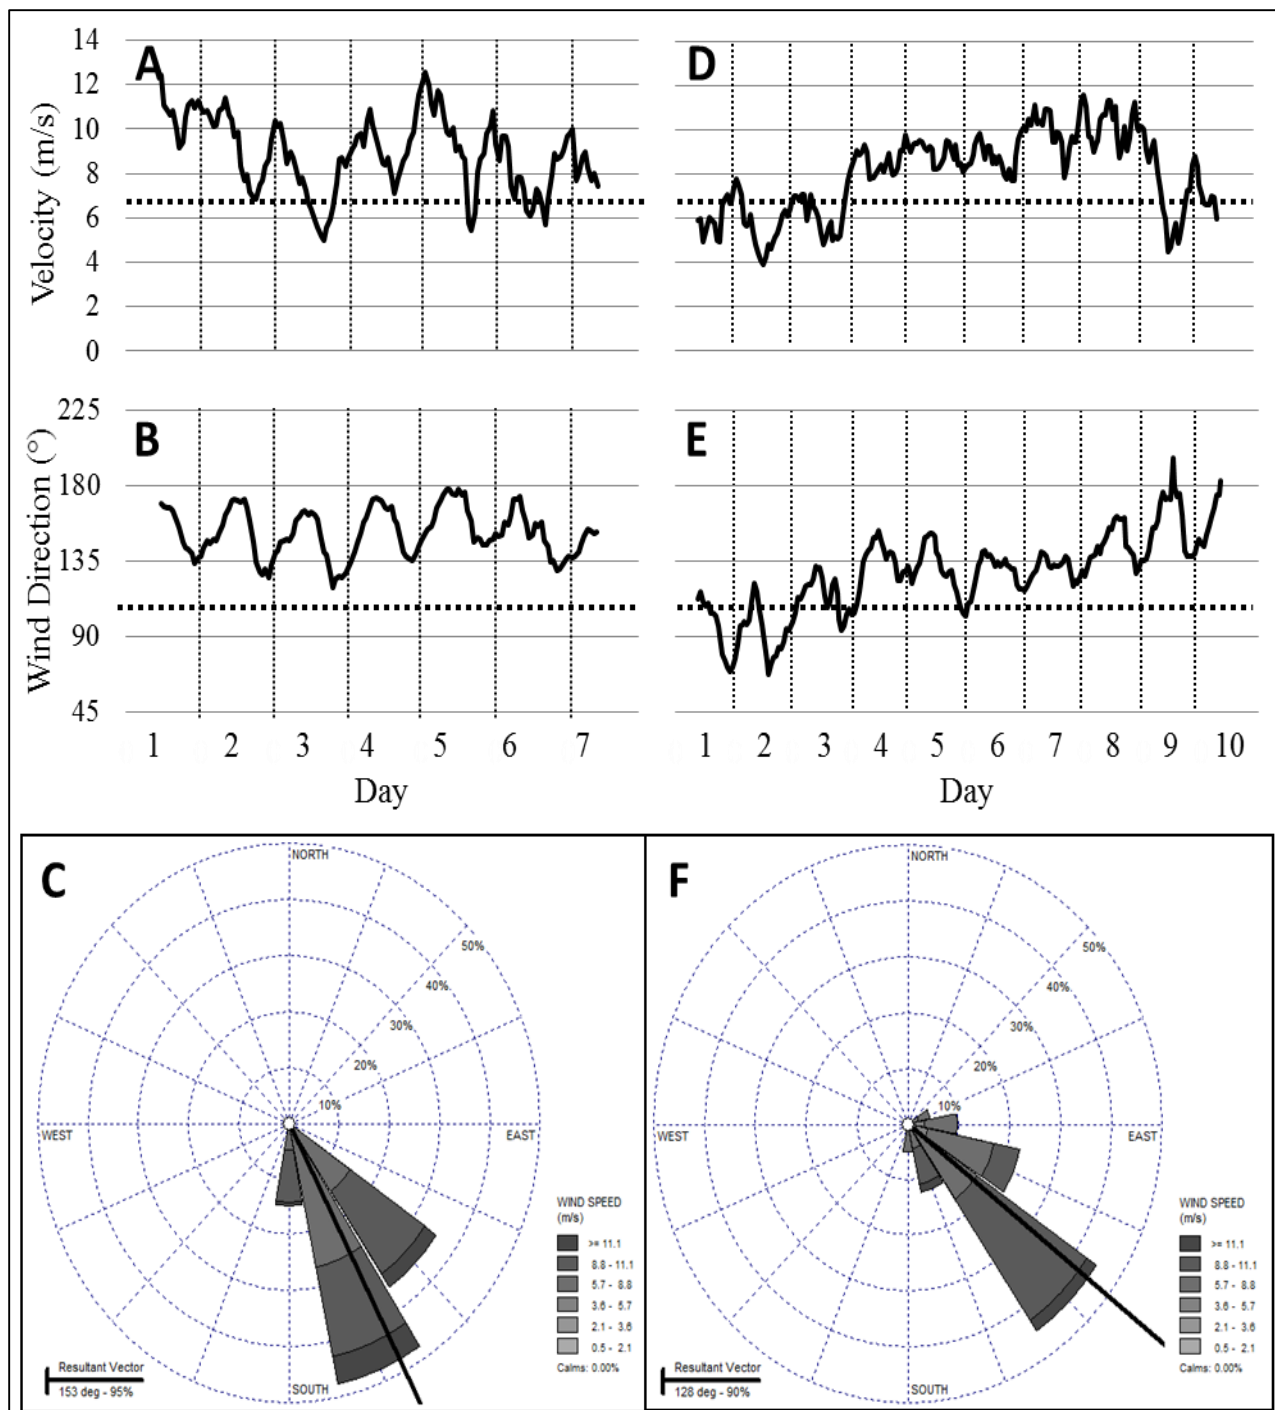 A
D
Velocity (m/s)
14
12
10
8
6
4
2
0
B
E
Wind Direction (°)
225
180
135
90
45
1 2 3 4 5 6 7
1 2 3 4 5 6 7 8 9 10
Day
Day
C
NORTH
50%
40%
30%
20%
10%
WEST
EAST
SOUTH
WIND SPEED
(m/s)
>= 11.1
8.8 - 11.1
5.7 - 8.8
3.6 - 5.7
2.1 - 3.6
0.5 - 2.1
Calms: 0.00%
Resultant Vector
153 deg - 95%
F
NORTH
50%
40%
30%
20%
10%
WEST
EAST
SOUTH
WIND SPEED
(m/s)
>= 11.1
8.8 - 11.1
5.7 - 8.8
3.6 - 5.7
2.1 - 3.6
0.5 - 2.1
Calms: 0.00%
Resultant Vector
128 deg - 90%